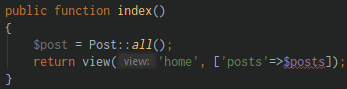 public function index()
{
    $post = Post::all();
    return view( view: 'home', ['posts'=>$posts]);
}